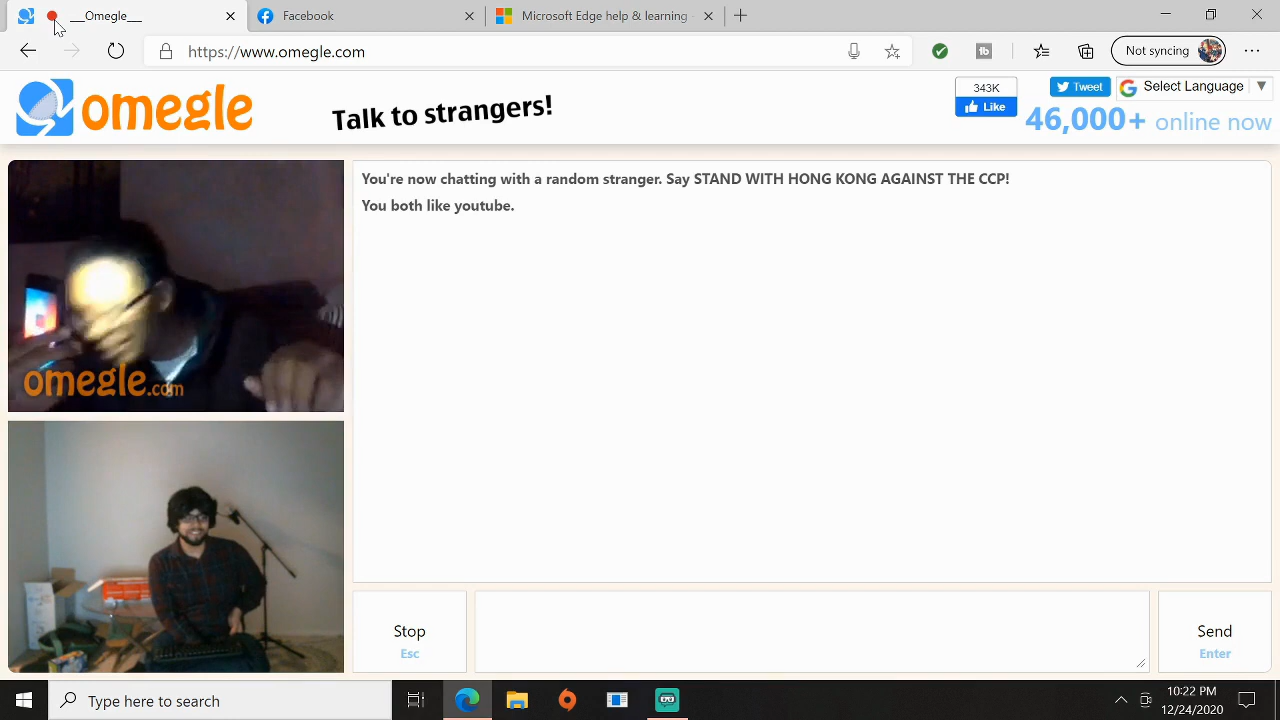 __Omegle__
Facebook
Microsoft Edge help & learning
https://www.omegle.com
Not syncing
omegle
Talk to strangers!
343K
Like
Tweet
Select Language
46,000+ online now
You're now chatting with a random stranger. Say STAND WITH HONG KONG AGAINST THE CCP!
You both like youtube.
omegle.com
Stop
Esc
Send
Enter
Type here to search
10:22 PM
12/24/2020